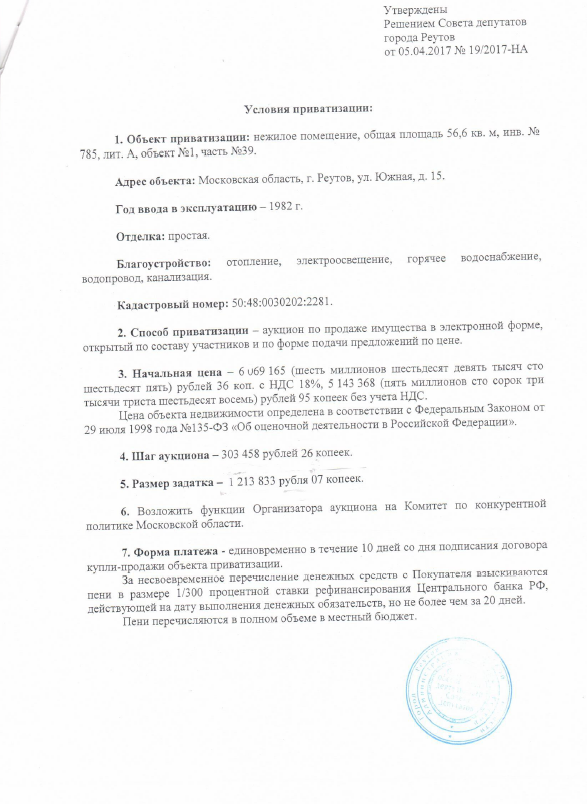 Утверждены
Решением Совета депутатов
города Реутов
от 05.04.2017 № 19/2017-НА
Условия приватизации:
1. Объект приватизации: нежилое помещение, общая площадь 56,6 кв. м, инв. №
785, лит. А, объект №1, часть №39.
Адрес объекта: Московская область, г. Реутов, ул. Южная, д. 15.
Год ввода в эксплуатацию – 1982 г.
Отделка: простая.
Благоустройство: отопление, электроосвещение, горячее водоснабжение,
водопровод, канализация.
Кадастровый номер: 50:48:0030202:2281.
2. Способ приватизации – аукцион по продаже имущества в электронной форме,
открытый по составу участников и по форме подачи предложений по цене.
3. Начальная цена – 6 069 165 (шесть миллионов шестьдесят девять тысяч сто
шестьдесят пять) рублей 36 коп. с НДС 18%, 5 143 368 (пять миллионов сто сорок три
тысячи триста шестьдесят восемь) рублей 95 копеек без учета НДС.
Цена объекта недвижимости определена в соответствии с Федеральным Законом от
29 июля 1998 года №135-ФЗ «Об оценочной деятельности в Российской Федерации».
4. Шаг аукциона – 303 458 рублей 26 копеек.
5. Размер задатка – 1 213 833 рубля 07 копеек.
6. Возложить функции Организатора аукциона на Комитет по конкурентной
политике Московской области.
7. Форма платежа - единовременно в течение 10 дней со дня подписания договора
купли-продажи объекта приватизации.
За несвоевременное перечисление денежных средств с Покупателя взыскиваются
пени в размере 1/300 процентной ставки рефинансирования Центрального банка РФ,
действующей на дату выполнения денежных обязательств, но не более чем за 20 дней.
Пени перечисляются в полном объеме в местный бюджет.